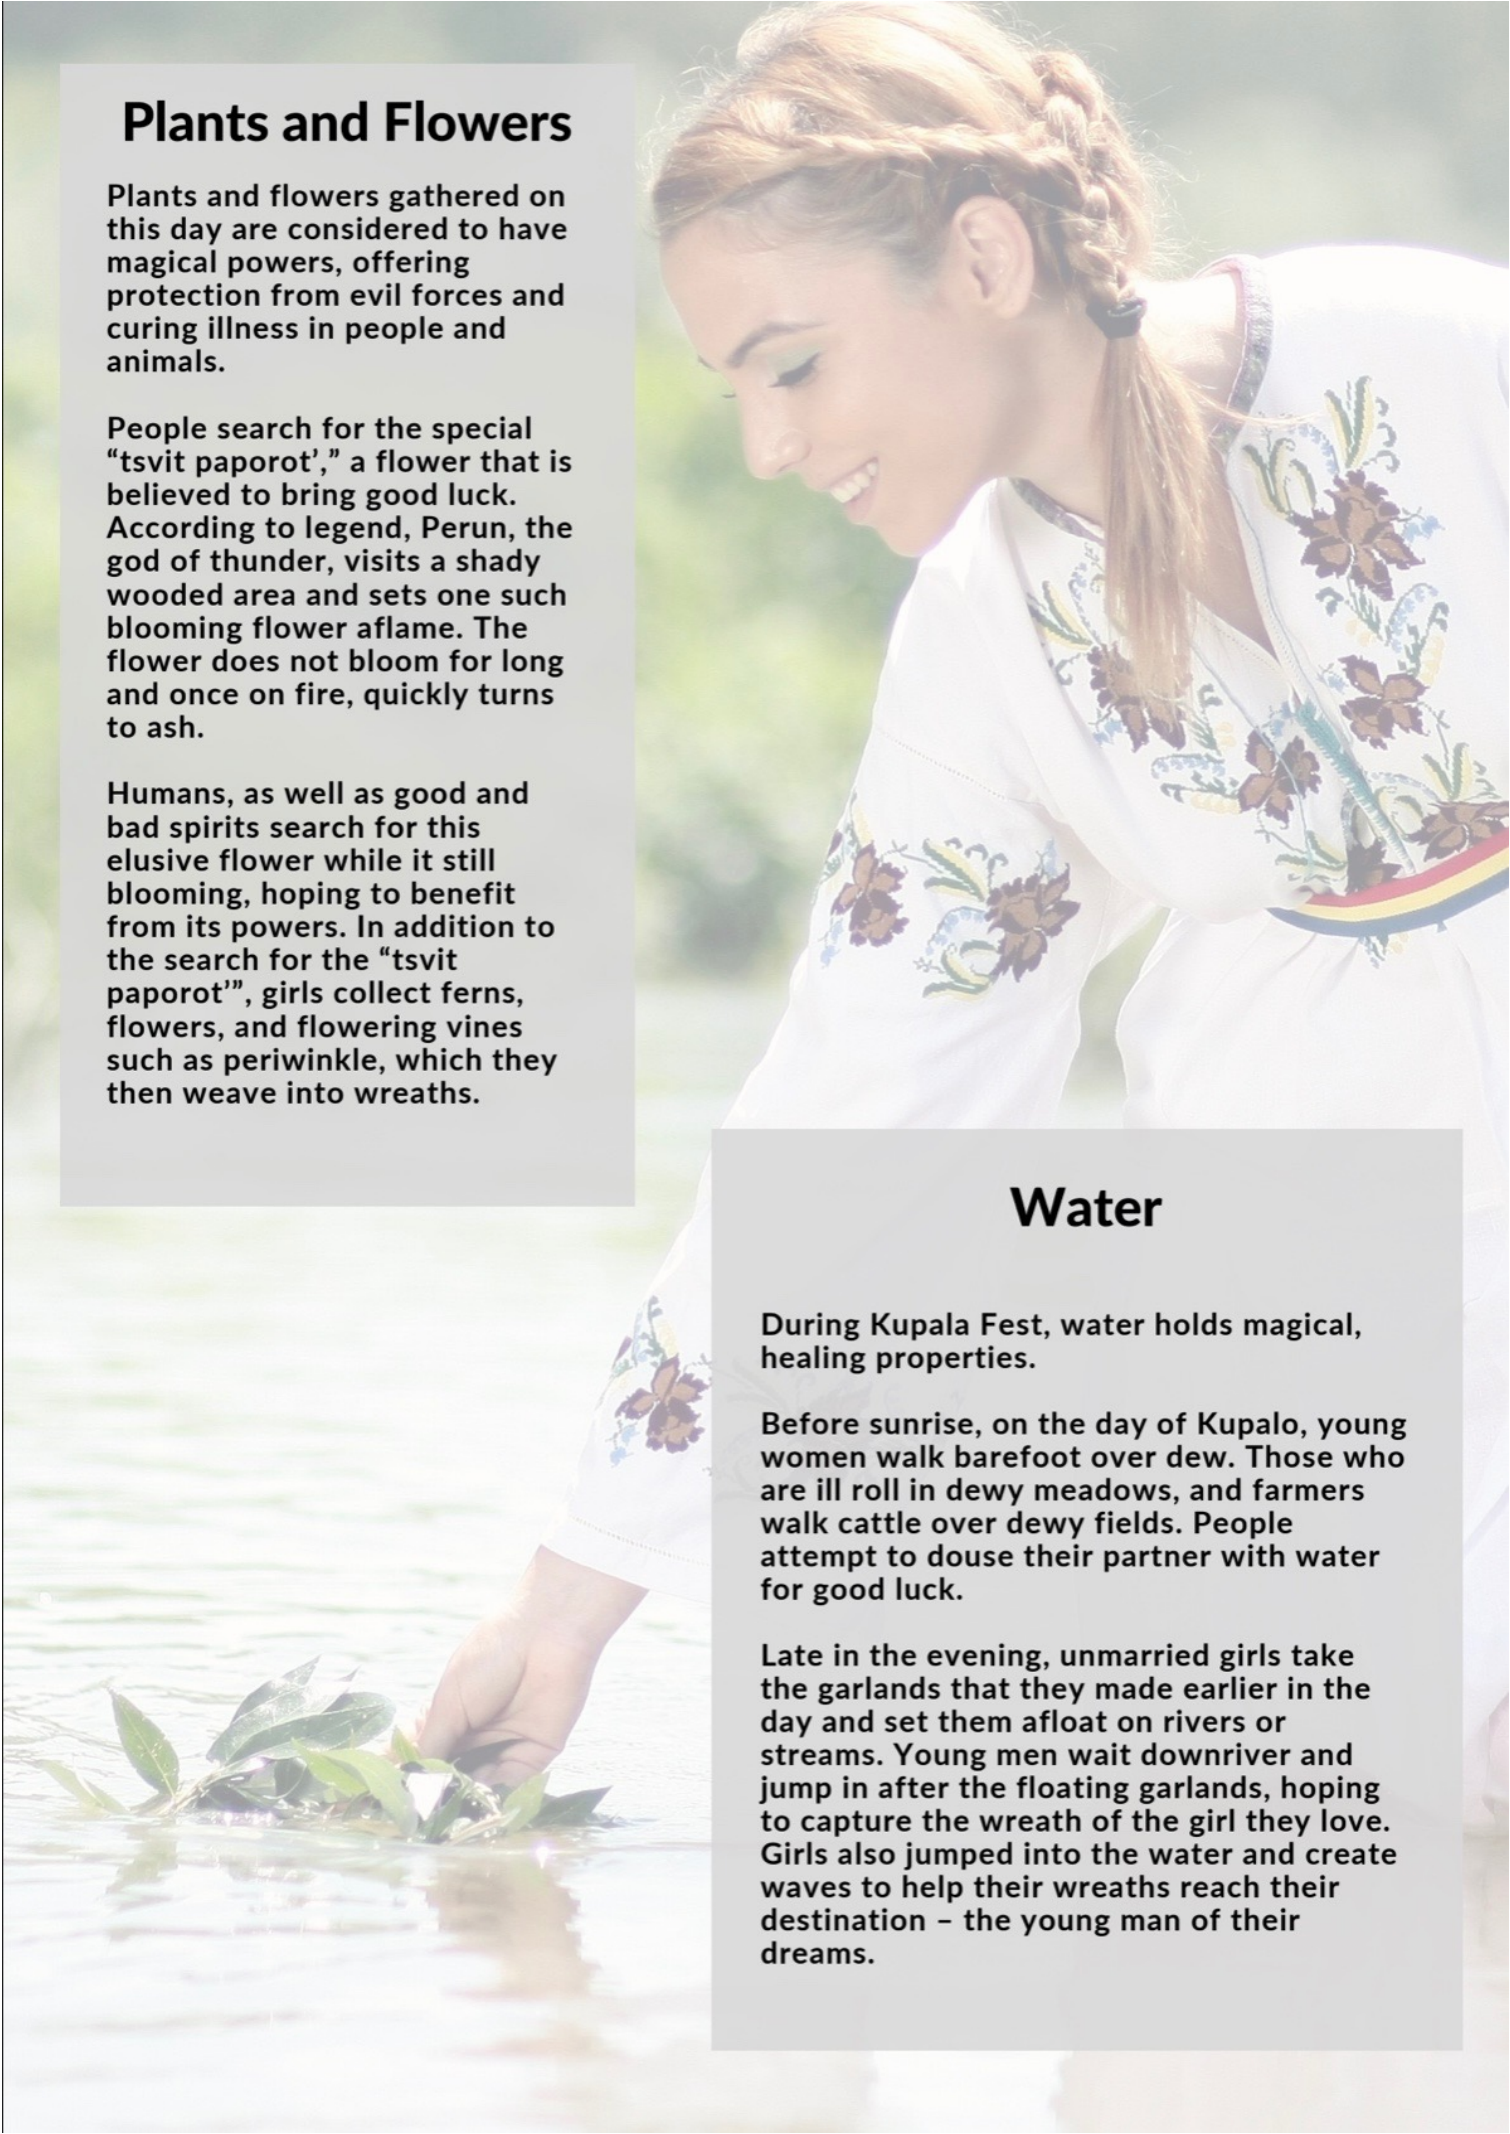 Plants and Flowers
Plants and flowers gathered on
this day are considered to have
magical powers, offering
protection from evil forces and
curing illness in people and
animals.
People search for the special
“tsvit paporot’,” a flower that is
believed to bring good luck.
According to legend, Perun, the
god of thunder, visits a shady
wooded area and sets one such
blooming flower aflame. The
flower does not bloom for long
and once on fire, quickly turns
to ash.
Humans, as well as good and
bad spirits search for this
elusive flower while it still
blooming, hoping to benefit
from its powers. In addition to
the search for the “tsvit
paporot’”, girls collect ferns,
flowers, and flowering vines
such as periwinkle, which they
then weave into wreaths.
Water
During Kupala Fest, water holds magical,
healing properties.
Before sunrise, on the day of Kupalo, young
women walk barefoot over dew. Those who
are ill roll in dewy meadows, and farmers
walk cattle over dewy fields. People
attempt to douse their partner with water
for good luck.
Late in the evening, unmarried girls take
the garlands that they made earlier in the
day and set them afloat on rivers or
streams. Young men wait downriver and
jump in after the floating garlands, hoping
to capture the wreath of the girl they love.
Girls also jumped into the water and create
waves to help their wreaths reach their
destination – the young man of their
dreams.